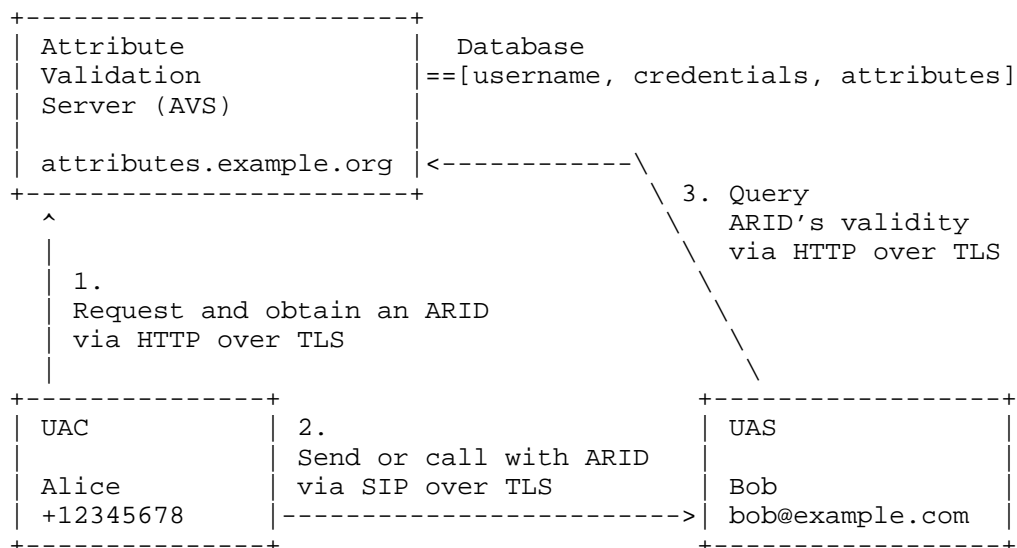 Attribute Database
Validation ==[username, credentials, attributes]
Server (AVS)
attributes.example.org
3. Query
ARID's validity
via HTTP over TLS
1.
Request and obtain an ARID
via HTTP over TLS
UAC 2. UAS
Send or call with ARID
Alice via SIP over TLS Bob
+12345678 bob@example.com